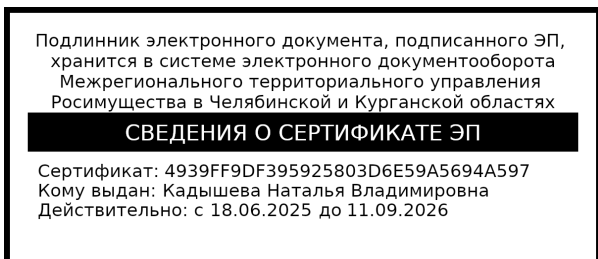 Подлинник электронного документа, подписанного ЭП,
хранится в системе электронного документооборота
Межрегионального территориального управления
Росимущества в Челябинской и Курганской областях
СВЕДЕНИЯ О СЕРТИФИКАТЕ ЭП
Сертификат: 4939FF9DF395925803D6E59A5694A597
Кому выдан: Кадышева Наталья Владимировна
Действительно: с 18.06.2025 до 11.09.2026